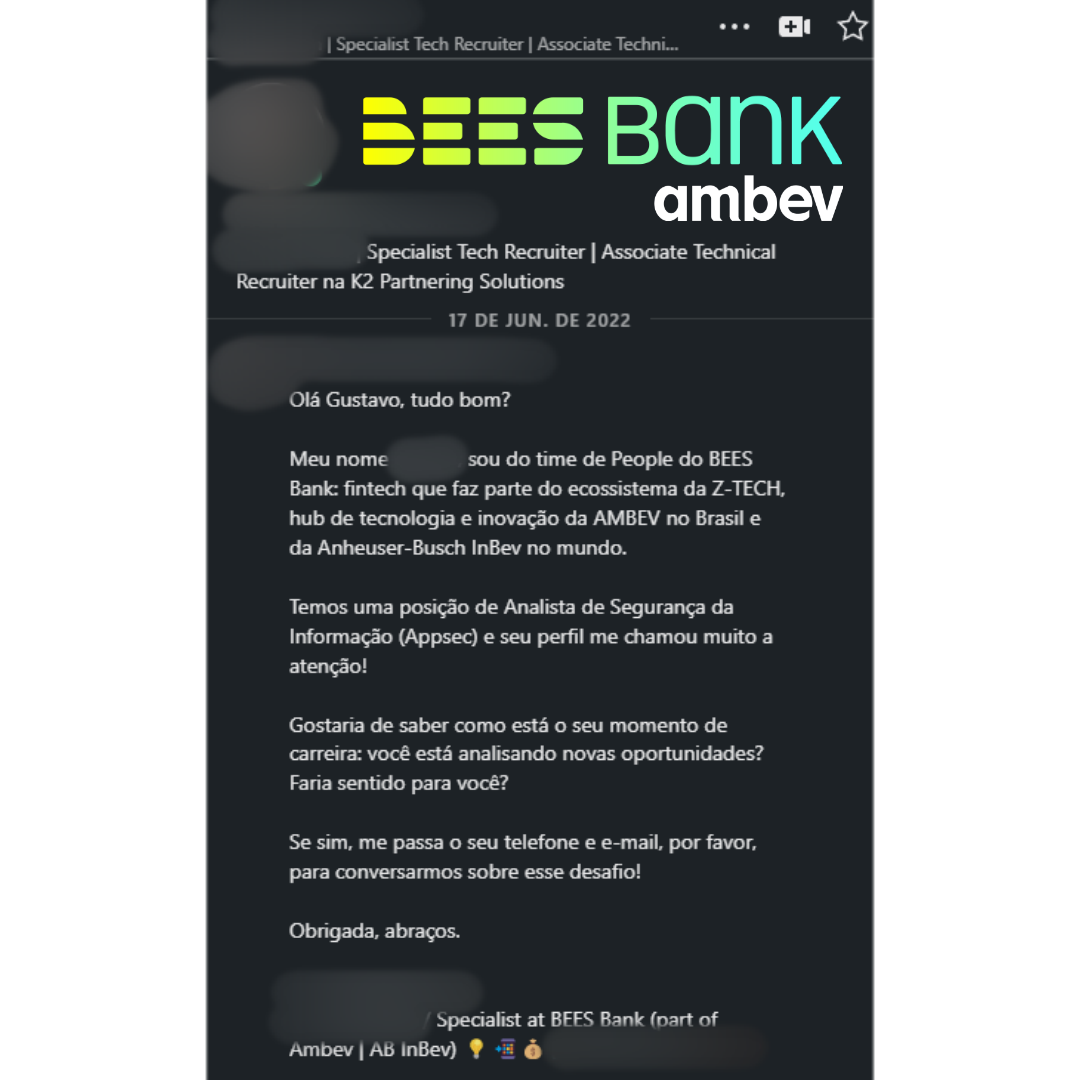 | Specialist Tech Recruiter | Associate Techni...
BEES BANK
ambev
Specialist Tech Recruiter | Associate Technical
Recruiter na K2 Partnering Solutions
17 DE JUN. DE 2022
Olá Gustavo, tudo bom?
Meu nome sou do time de People do BEES
Bank: fintech que faz parte do ecossistema da Z-TECH,
hub de tecnologia e inovação da AMBEV no Brasil e
da Anheuser-Busch InBev no mundo.
Temos uma posição de Analista de Segurança da
Informação (Appsec) e seu perfil me chamou muito a
atenção!
Gostaria de saber como está o seu momento de
carreira: você está analisando novas oportunidades?
Faria sentido para você?
Se sim, me passa o seu telefone e e-mail, por favor,
para conversarmos sobre esse desafio!
Obrigada, abraços.
/ Specialist at BEES Bank (part of
Ambev | AB InBev) 💡 📲 💰